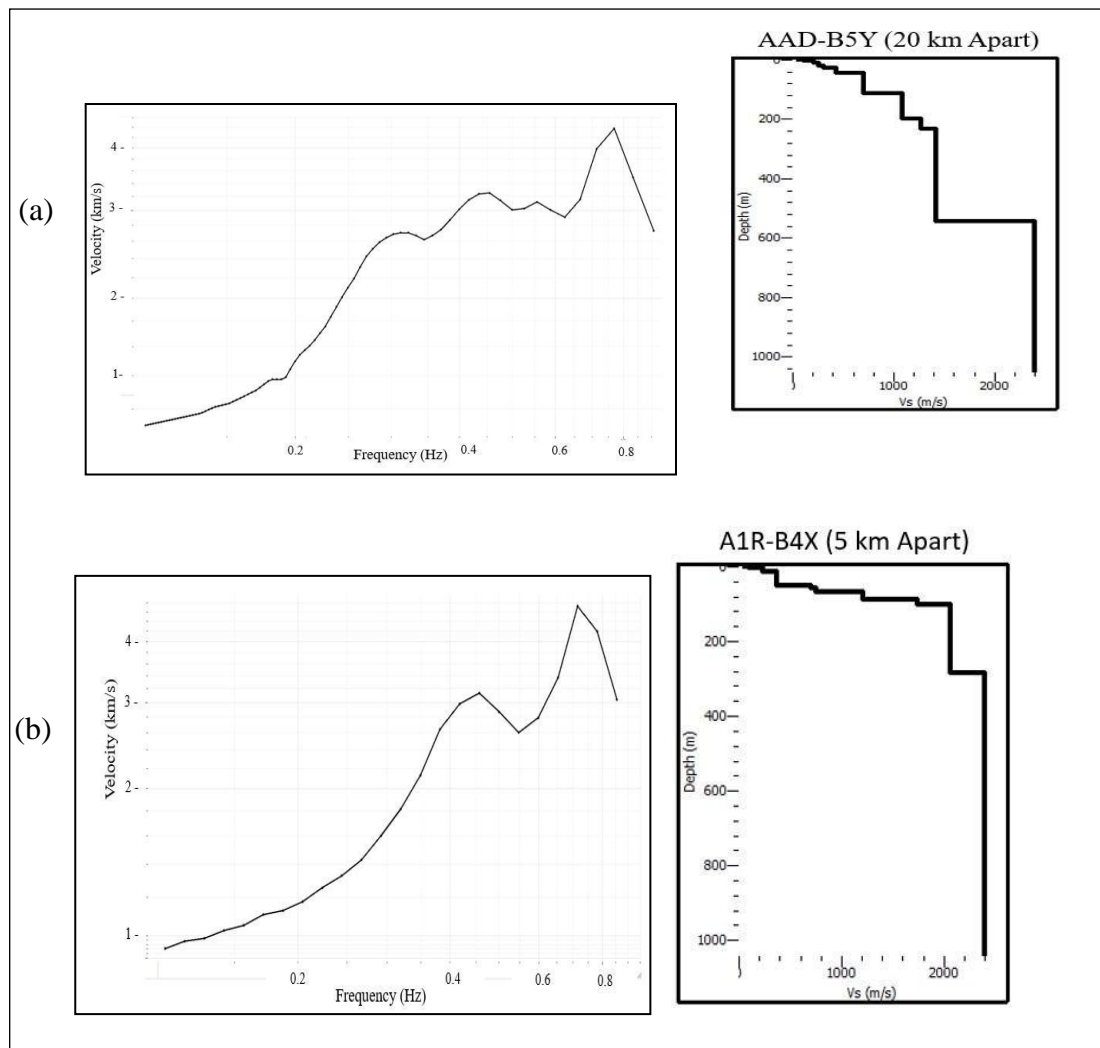 AAD-B5Y (20 km Apart)
(a)
Velocity (km/s)
4 -
3 -
2 -
1 -
0.2
0.4
0.6
0.8
Frequency (Hz)
Depth (m)
0
200
400
600
800
1000
)
1000
2000
Vs (m/s)
A1R-B4X (5 km Apart)
(b)
Velocity (km/s)
4 -
3 -
2 -
1 -
0.2
0.4
0.6
0.8
Frequency (Hz)
Depth (m)
0
200
400
600
800
1000
)
1000
2000
Vs (m/s)